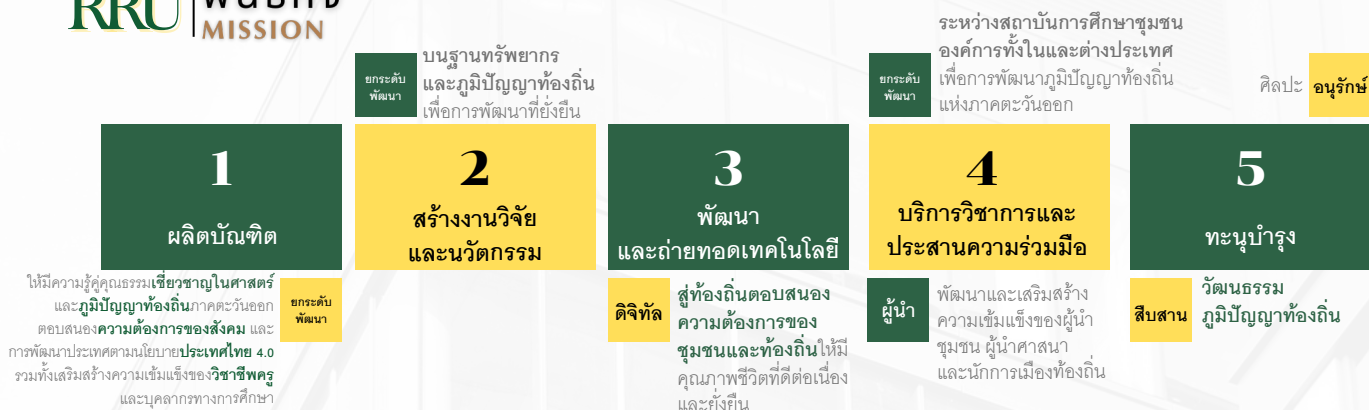 RRU
พันธกิจ
MISSION
1
ผลิตบัณฑิต
ให้มีความรู้คู่คุณธรรมเชี่ยวชาญในศาสตร์
และภูมิปัญญาท้องถิ่นภาคตะวันออก
ตอบสนองความต้องการของสังคม และ
การพัฒนาประเทศตามนโยบายประเทศไทย 4.0
รวมทั้งเสริมสร้างความเข้มแข็งของวิชาชีพครู
และบุคลากรทางการศึกษา
ยกระดับ
พัฒนา
ยกระดับ
พัฒนา
บนฐานทรัพยากร
และภูมิปัญญาท้องถิ่น
เพื่อการพัฒนาที่ยั่งยืน
2
สร้างงานวิจัย
และนวัตกรรม
3
พัฒนา
และถ่ายทอดเทคโนโลยี
ดิจิทัล
สู่ท้องถิ่นตอบสนอง
ความต้องการของ
ชุมชนและท้องถิ่นให้มี
คุณภาพชีวิตที่ดีต่อเนื่อง
และยั่งยืน
ยกระดับ
พัฒนา
ระหว่างสถาบันการศึกษาชุมชน
องค์การทั้งในและต่างประเทศ
เพื่อการพัฒนาภูมิปัญญาท้องถิ่น
แห่งภาคตะวันออก
4
บริการวิชาการและ
ประสานความร่วมมือ
ผู้นำ
พัฒนาและเสริมสร้าง
ความเข้มแข็งของผู้นำ
ชุมชน ผู้นำศาสนา
และนักการเมืองท้องถิ่น
ศิลปะ อนุรักษ์
5
ทะนุบำรุง
สืบสาน
วัฒนธรรม
ภูมิปัญญาท้องถิ่น